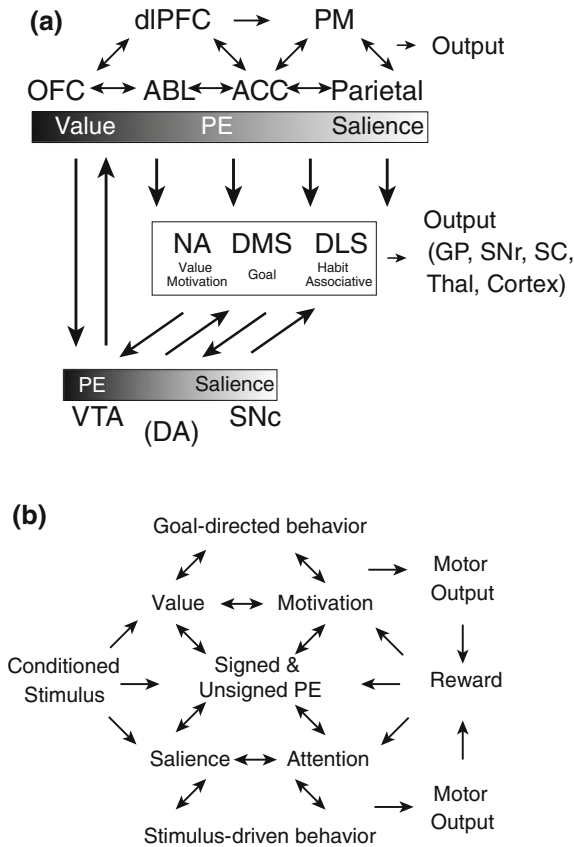 (a)
dlPFC PM
Output
OFC ABL ACC Parietal
Value PE Salience
NA DMS DLS
Value Motivation Goal Habit Associative
Output
(GP, SNr, SC,
Thal, Cortex)
PE Salience
VTA (DA) SNc
(b)
Goal-directed behavior
Motor
Output
Value Motivation
Conditioned
Stimulus
Signed &
Unsigned PE
Reward
Salience Attention
Motor
Output
Stimulus-driven behavior